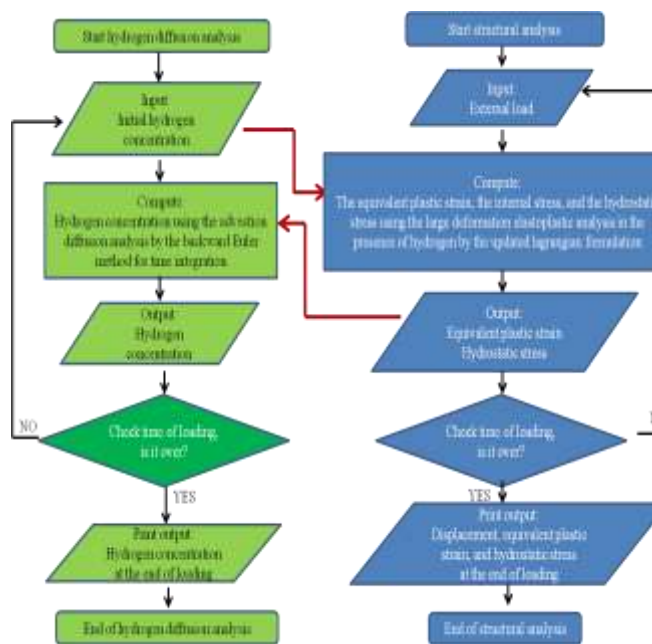 Start hydrogen diffusion analysis
Input:
Initial hydrogen
concentration
Compute:
Hydrogen concentration using the advection
diffusion analysis by the backward Euler
method for time integration
Output:
Hydrogen
concentration
Check time of loading,
is it over?
NO
YES
Print output:
Hydrogen concentration
at the end of loading
End of hydrogen diffusion analysis
Start structural analysis
Input:
External load
Compute:
The equivalent plastic strain, the internal stress, and the hydrostatic
stress using the large deformation elastoplastic analysis in the
presence of hydrogen by the updated lagrangian formulation
Output:
Equivalent plastic strain
Hydrostatic stress
Check time of loading,
is it over?
YES
Print output:
Displacement, equivalent plastic
strain, and hydrostatic stress
at the end of loading
End of structural analysis